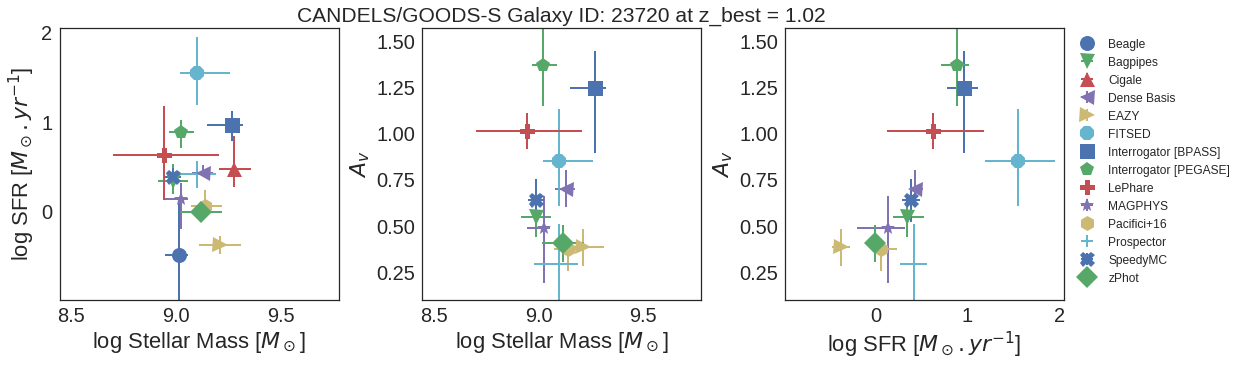 CANDELS/GOODS-S Galaxy ID: 23720 at z_best = 1.02
2
1
0
log SFR [M⊙.yr⁻¹]
8.5 9.0 9.5
log Stellar Mass [M⊙]
1.50
1.25
1.00
0.75
0.50
0.25
A_V
8.5 9.0 9.5
log Stellar Mass [M⊙]
1.50
1.25
1.00
0.75
0.50
0.25
A_V
0 1 2
log SFR [M⊙.yr⁻¹]
Beagle
Bagpipes
Cigale
Dense Basis
EAZY
FITSED
Interrogator [BPASS]
Interrogator [PEGASE]
LePhare
MAGPHYS
Pacifici+16
Prospector
SpeedyMC
zPhot